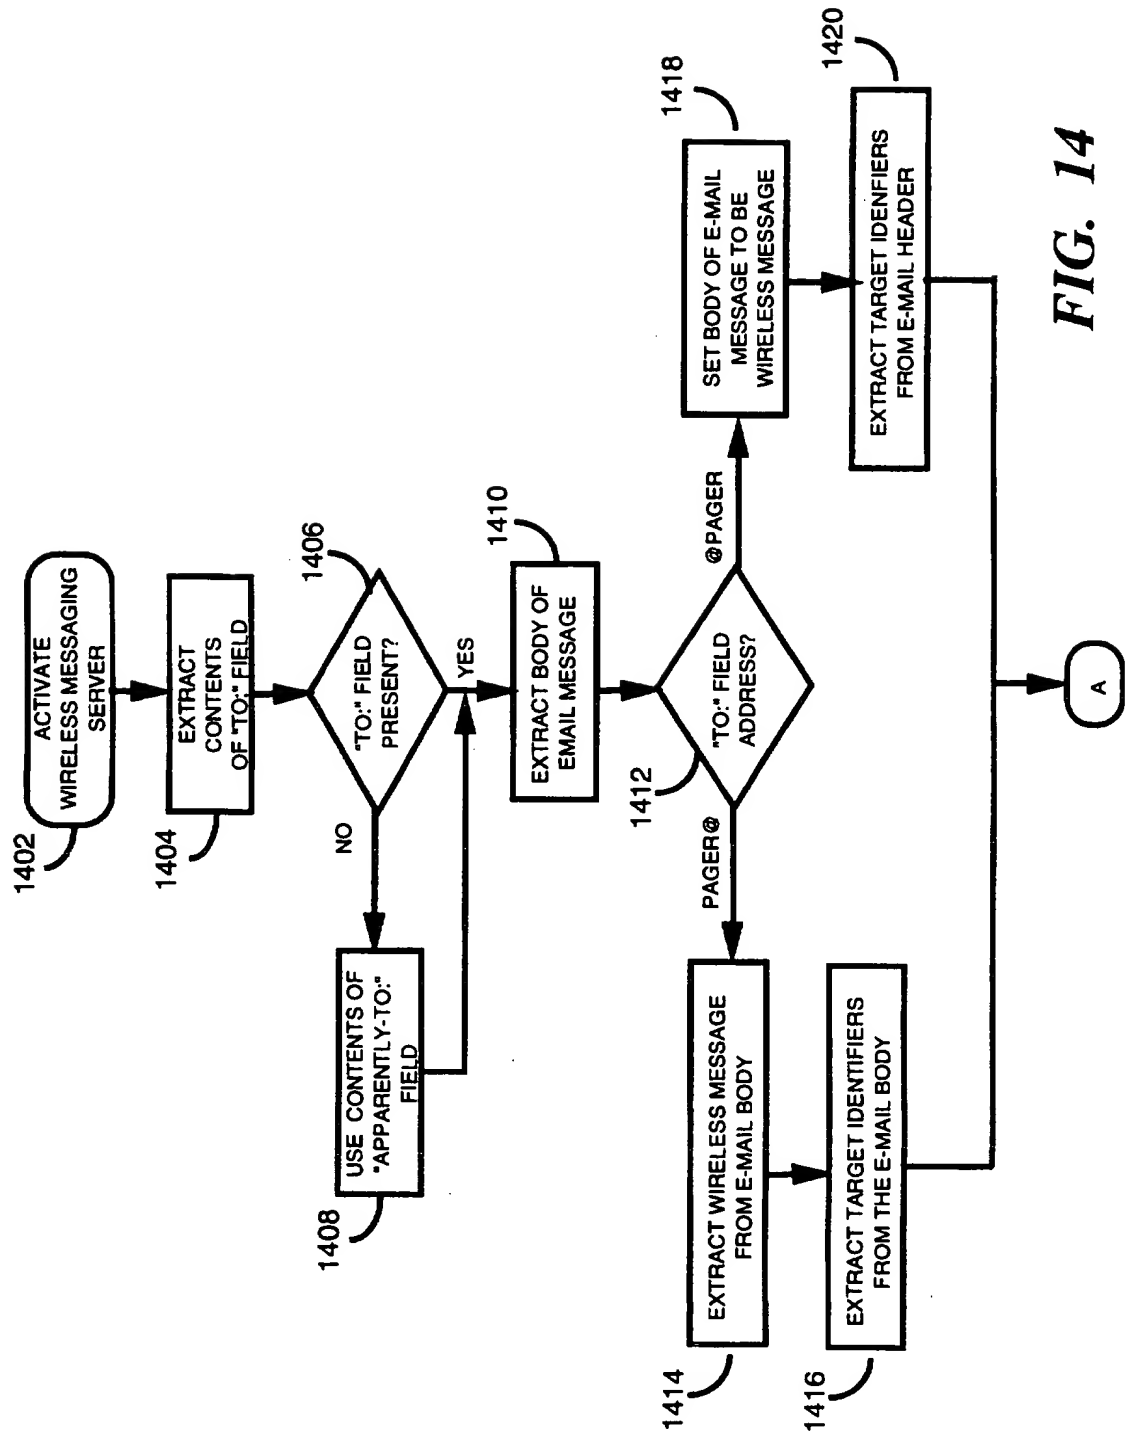 1402
ACTIVATE
WIRELESS MESSAGING
SERVER
1404
EXTRACT
CONTENTS
OF "TO:" FIELD
1406
"TO:" FIELD
PRESENT?
NO
YES
1408
USE CONTENTS OF
"APPARENTLY-TO:"
FIELD
1410
EXTRACT BODY OF
EMAIL MESSAGE
1412
"TO:" FIELD
ADDRESS?
PAGER@
@PAGER
1414
EXTRACT WIRELESS MESSAGE
FROM E-MAIL BODY
1416
EXTRACT TARGET IDENTIFIERS
FROM THE E-MAIL BODY
1418
SET BODY OF E-MAIL
MESSAGE TO BE
WIRELESS MESSAGE
1420
EXTRACT TARGET IDENFIERS
FROM E-MAIL HEADER
A
FIG. 14